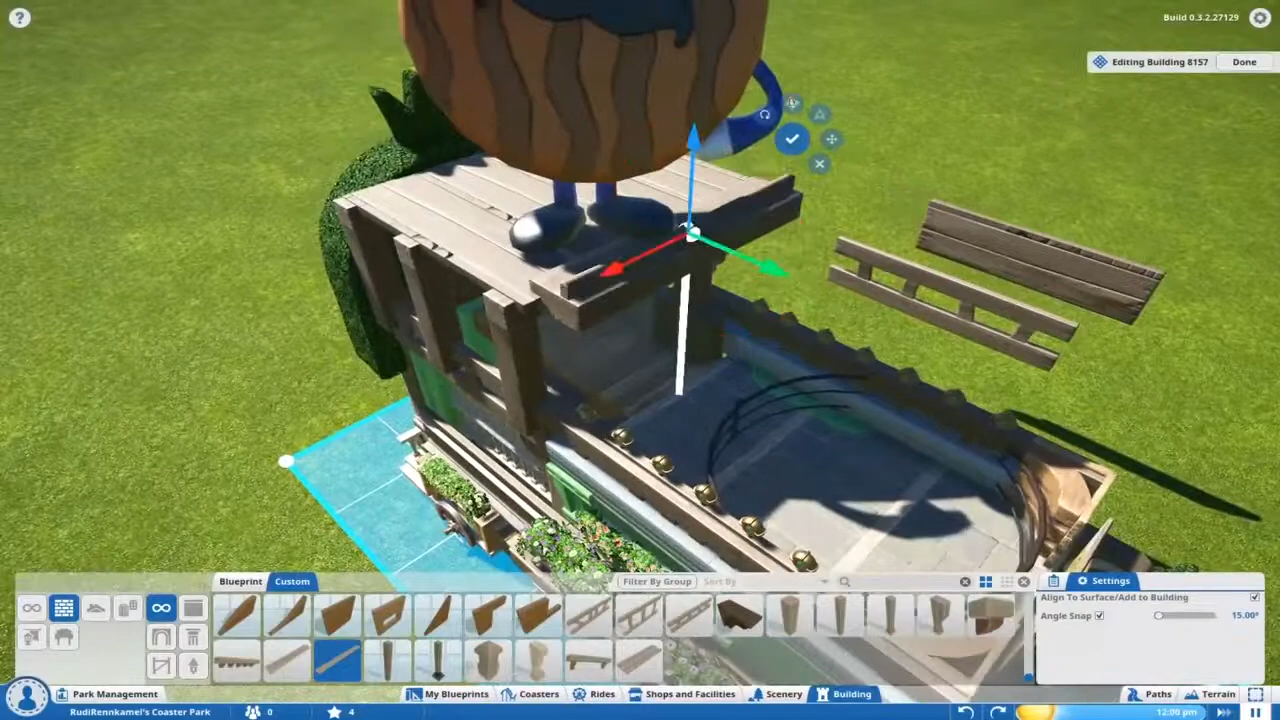 ?
Build 0.3.2.27129
Editing Building 8157
Done
Blueprint
Custom
Filter By Group
Sort By
Settings
Align To Surface/Add to Building
Angle Snap
15.00°
Park Management
My Blueprints
Coasters
Rides
Shops and Facilities
Scenery
Building
Paths
Terrain
RudiRennkamel's Coaster Park
0
4
12:00 pm